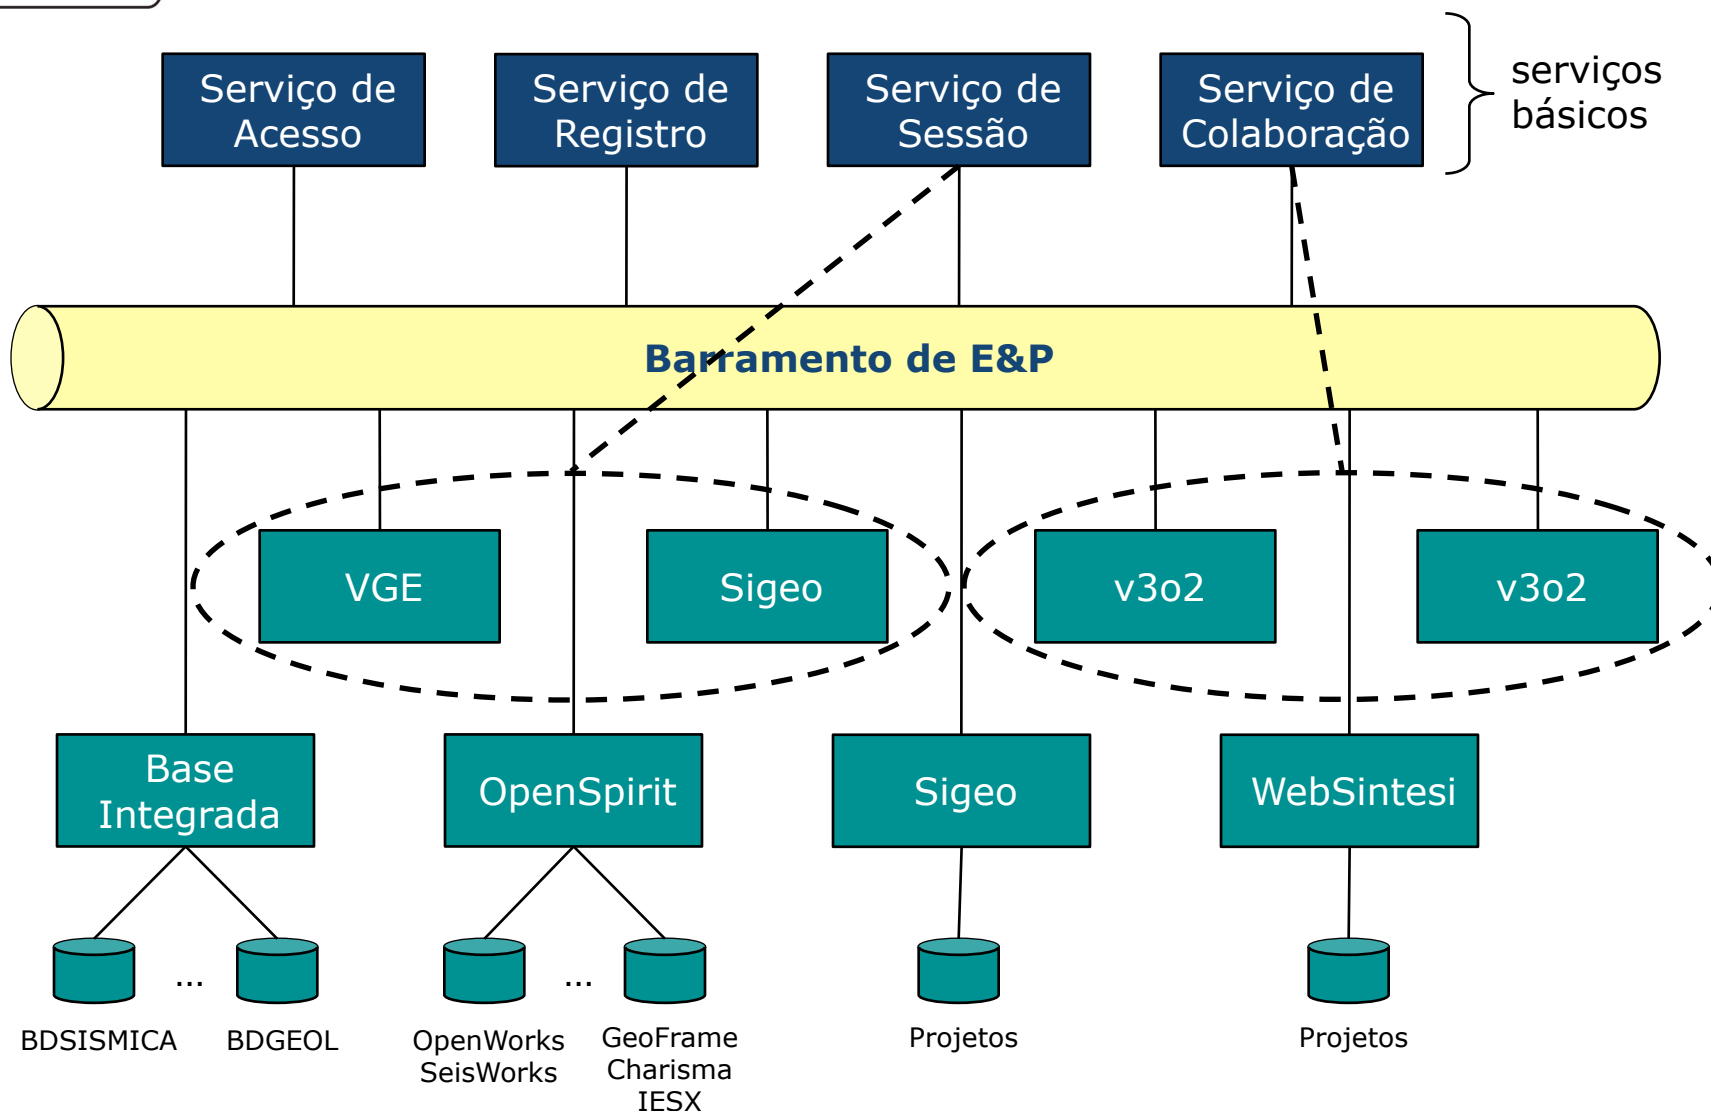 Serviço de
Acesso
Serviço de
Registro
Serviço de
Sessão
Serviço de
Colaboração
serviços
básicos
Barramento de E&P
VGE
Sigeo
v3o2
v3o2
Base
Integrada
OpenSpirit
Sigeo
WebSintesi
...
...
BDSISMICA
BDGEOL
OpenWorks
SeisWorks
GeoFrame
Charisma
IESX
Projetos
Projetos